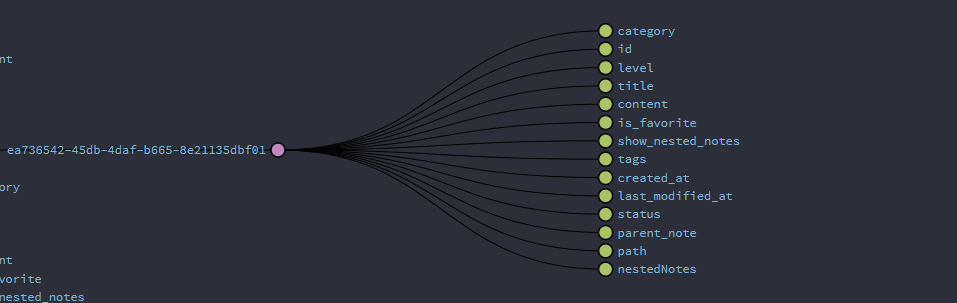 category
id
nt
level
title
content
is_favorite
show_nested_notes
ea736542-45db-4daf-b665-8e21135dbf01
tags
created_at
ory
last_modified_at
status
parent_note
path
nt
nestedNotes
vorite
nested_notes